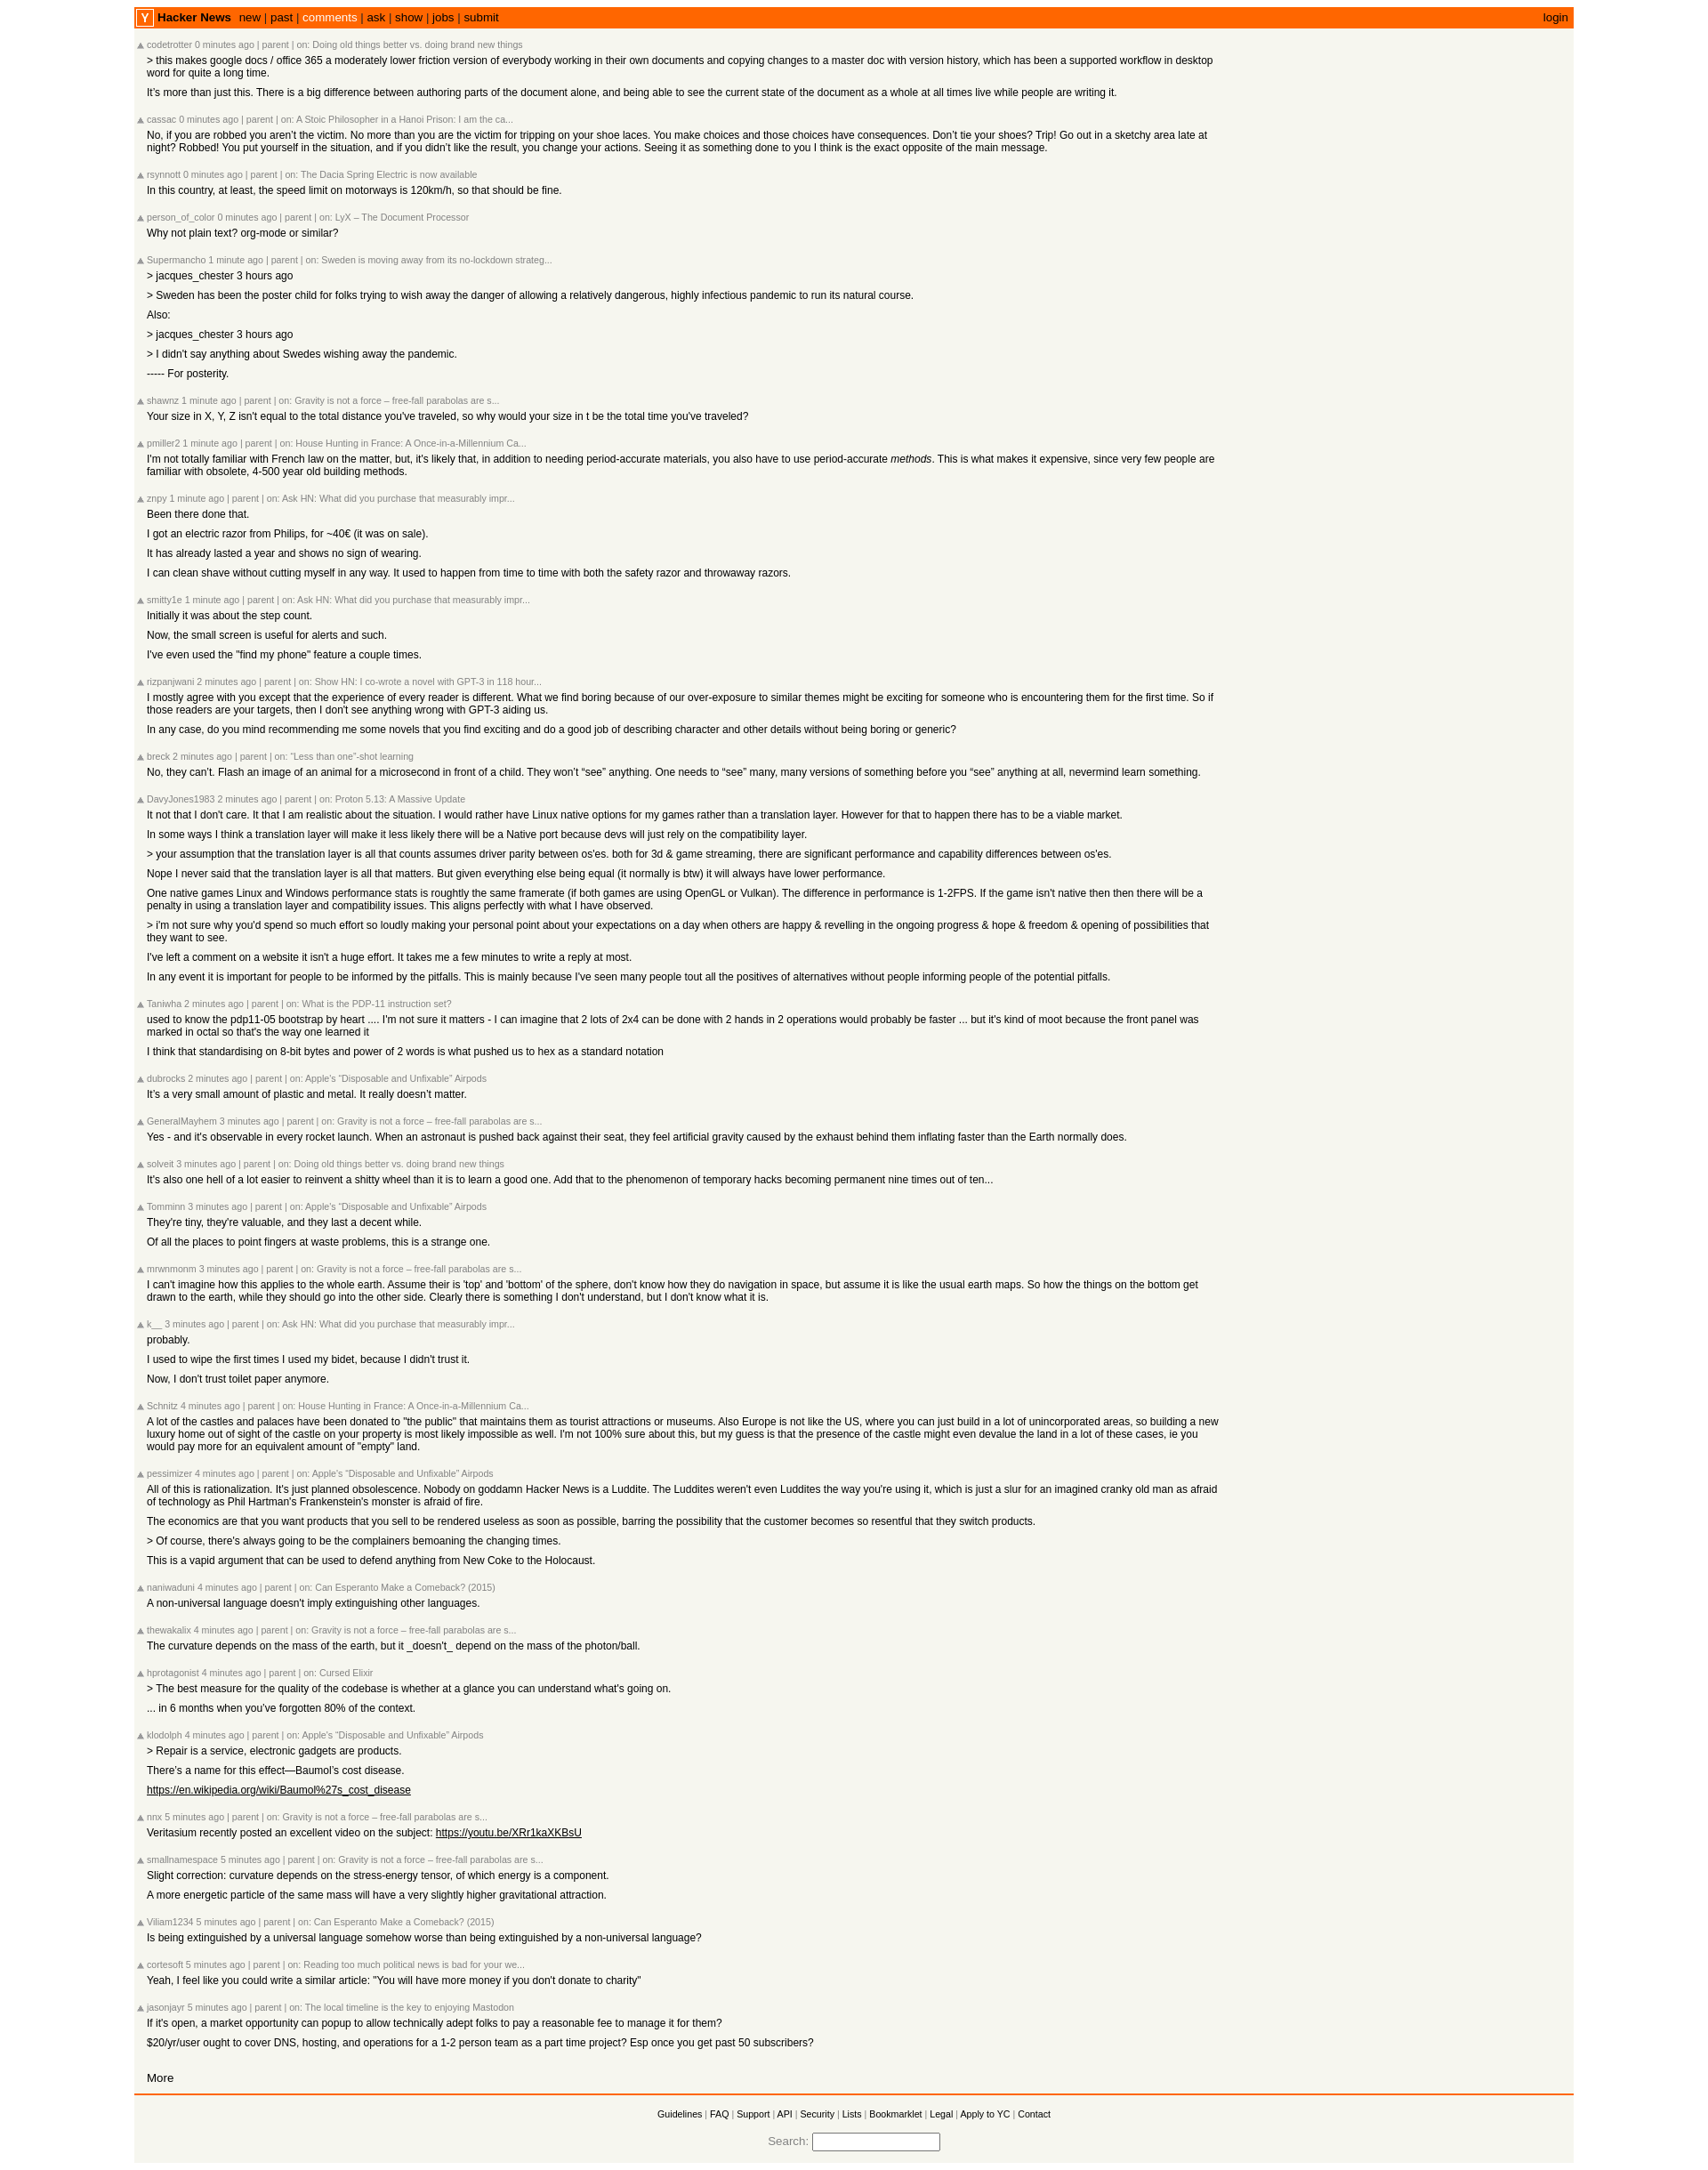 Y Hacker News new | past | comments | ask | show | jobs | submit login
codetrotter 0 minutes ago | parent | on: Doing old things better vs. doing brand new things
> this makes google docs / office 365 a moderately lower friction version of everybody working in their own documents and copying changes to a master doc with version history, which has been a supported workflow in desktop
word for quite a long time.
It’s more than just this. There is a big difference between authoring parts of the document alone, and being able to see the current state of the document as a whole at all times live while people are writing it.
cassac 0 minutes ago | parent | on: A Stoic Philosopher in a Hanoi Prison: I am the ca...
No, if you are robbed you aren’t the victim. No more than you are the victim for tripping on your shoe laces. You make choices and those choices have consequences. Don’t tie your shoes? Trip! Go out in a sketchy area late at
night? Robbed! You put yourself in the situation, and if you didn’t like the result, you change your actions. Seeing it as something done to you I think is the exact opposite of the main message.
rsynnott 0 minutes ago | parent | on: The Dacia Spring Electric is now available
In this country, at least, the speed limit on motorways is 120km/h, so that should be fine.
person_of_color 0 minutes ago | parent | on: LyX – The Document Processor
Why not plain text? org-mode or similar?
Supermancho 1 minute ago | parent | on: Sweden is moving away from its no-lockdown strateg...
> jacques_chester 3 hours ago
> Sweden has been the poster child for folks trying to wish away the danger of allowing a relatively dangerous, highly infectious pandemic to run its natural course.
Also:
> jacques_chester 3 hours ago
> I didn't say anything about Swedes wishing away the pandemic.
----- For posterity.
shawnz 1 minute ago | parent | on: Gravity is not a force – free-fall parabolas are s...
Your size in X, Y, Z isn't equal to the total distance you've traveled, so why would your size in t be the total time you've traveled?
pmiller2 1 minute ago | parent | on: House Hunting in France: A Once-in-a-Millennium Ca...
I'm not totally familiar with French law on the matter, but, it's likely that, in addition to needing period-accurate materials, you also have to use period-accurate methods. This is what makes it expensive, since very few people are
familiar with obsolete, 4-500 year old building methods.
znpy 1 minute ago | parent | on: Ask HN: What did you purchase that measurably impr...
Been there done that.
I got an electric razor from Philips, for ~40€ (it was on sale).
It has already lasted a year and shows no sign of wearing.
I can clean shave without cutting myself in any way. It used to happen from time to time with both the safety razor and throwaway razors.
smitty1e 1 minute ago | parent | on: Ask HN: What did you purchase that measurably impr...
Initially it was about the step count.
Now, the small screen is useful for alerts and such.
I've even used the "find my phone" feature a couple times.
rizpanjwani 2 minutes ago | parent | on: Show HN: I co-wrote a novel with GPT-3 in 118 hour...
I mostly agree with you except that the experience of every reader is different. What we find boring because of our over-exposure to similar themes might be exciting for someone who is encountering them for the first time. So if
those readers are your targets, then I don't see anything wrong with GPT-3 aiding us.
In any case, do you mind recommending me some novels that you find exciting and do a good job of describing character and other details without being boring or generic?
breck 2 minutes ago | parent | on: “Less than one”-shot learning
No, they can’t. Flash an image of an animal for a microsecond in front of a child. They won’t “see” anything. One needs to “see” many, many versions of something before you “see” anything at all, nevermind learn something.
DavyJones1983 2 minutes ago | parent | on: Proton 5.13: A Massive Update
It not that I don't care. It that I am realistic about the situation. I would rather have Linux native options for my games rather than a translation layer. However for that to happen there has to be a viable market.
In some ways I think a translation layer will make it less likely there will be a Native port because devs will just rely on the compatibility layer.
> your assumption that the translation layer is all that counts assumes driver parity between os'es. both for 3d & game streaming, there are significant performance and capability differences between os'es.
Nope I never said that the translation layer is all that matters. But given everything else being equal (it normally is btw) it will always have lower performance.
One native games Linux and Windows performance stats is roughtly the same framerate (if both games are using OpenGL or Vulkan). The difference in performance is 1-2FPS. If the game isn't native then then there will be a
penalty in using a translation layer and compatibility issues. This aligns perfectly with what I have observed.
> i'm not sure why you'd spend so much effort so loudly making your personal point about your expectations on a day when others are happy & revelling in the ongoing progress & hope & freedom & opening of possibilities that
they want to see.
I've left a comment on a website it isn't a huge effort. It takes me a few minutes to write a reply at most.
In any event it is important for people to be informed by the pitfalls. This is mainly because I've seen many people tout all the positives of alternatives without people informing people of the potential pitfalls.
Taniwha 2 minutes ago | parent | on: What is the PDP-11 instruction set?
used to know the pdp11-05 bootstrap by heart .... I'm not sure it matters - I can imagine that 2 lots of 2x4 can be done with 2 hands in 2 operations would probably be faster ... but it's kind of moot because the front panel was
marked in octal so that's the way one learned it
I think that standardising on 8-bit bytes and power of 2 words is what pushed us to hex as a standard notation
dubrocks 2 minutes ago | parent | on: Apple's “Disposable and Unfixable” Airpods
It’s a very small amount of plastic and metal. It really doesn’t matter.
GeneralMayhem 3 minutes ago | parent | on: Gravity is not a force – free-fall parabolas are s...
Yes - and it's observable in every rocket launch. When an astronaut is pushed back against their seat, they feel artificial gravity caused by the exhaust behind them inflating faster than the Earth normally does.
solveit 3 minutes ago | parent | on: Doing old things better vs. doing brand new things
It's also one hell of a lot easier to reinvent a shitty wheel than it is to learn a good one. Add that to the phenomenon of temporary hacks becoming permanent nine times out of ten...
Tomminn 3 minutes ago | parent | on: Apple's “Disposable and Unfixable” Airpods
They're tiny, they're valuable, and they last a decent while.
Of all the places to point fingers at waste problems, this is a strange one.
mrwnmonm 3 minutes ago | parent | on: Gravity is not a force – free-fall parabolas are s...
I can't imagine how this applies to the whole earth. Assume their is 'top' and 'bottom' of the sphere, don't know how they do navigation in space, but assume it is like the usual earth maps. So how the things on the bottom get
drawn to the earth, while they should go into the other side. Clearly there is something I don't understand, but I don't know what it is.
k__ 3 minutes ago | parent | on: Ask HN: What did you purchase that measurably impr...
probably.
I used to wipe the first times I used my bidet, because I didn't trust it.
Now, I don't trust toilet paper anymore.
Schnitz 4 minutes ago | parent | on: House Hunting in France: A Once-in-a-Millennium Ca...
A lot of the castles and palaces have been donated to "the public" that maintains them as tourist attractions or museums. Also Europe is not like the US, where you can just build in a lot of unincorporated areas, so building a new
luxury home out of sight of the castle on your property is most likely impossible as well. I'm not 100% sure about this, but my guess is that the presence of the castle might even devalue the land in a lot of these cases, ie you
would pay more for an equivalent amount of "empty" land.
pessimizer 4 minutes ago | parent | on: Apple's “Disposable and Unfixable” Airpods
All of this is rationalization. It's just planned obsolescence. Nobody on goddamn Hacker News is a Luddite. The Luddites weren't even Luddites the way you're using it, which is just a slur for an imagined cranky old man as afraid
of technology as Phil Hartman's Frankenstein's monster is afraid of fire.
The economics are that you want products that you sell to be rendered useless as soon as possible, barring the possibility that the customer becomes so resentful that they switch products.
> Of course, there's always going to be the complainers bemoaning the changing times.
This is a vapid argument that can be used to defend anything from New Coke to the Holocaust.
naniwaduni 4 minutes ago | parent | on: Can Esperanto Make a Comeback? (2015)
A non-universal language doesn't imply extinguishing other languages.
thewakalix 4 minutes ago | parent | on: Gravity is not a force – free-fall parabolas are s...
The curvature depends on the mass of the earth, but it _doesn't_ depend on the mass of the photon/ball.
hprotagonist 4 minutes ago | parent | on: Cursed Elixir
> The best measure for the quality of the codebase is whether at a glance you can understand what's going on.
... in 6 months when you’ve forgotten 80% of the context.
klodolph 4 minutes ago | parent | on: Apple's “Disposable and Unfixable” Airpods
> Repair is a service, electronic gadgets are products.
There’s a name for this effect—Baumol’s cost disease.
https://en.wikipedia.org/wiki/Baumol%27s_cost_disease
nnx 5 minutes ago | parent | on: Gravity is not a force – free-fall parabolas are s...
Veritasium recently posted an excellent video on the subject: https://youtu.be/XRr1kaXKBsU
smallnamespace 5 minutes ago | parent | on: Gravity is not a force – free-fall parabolas are s...
Slight correction: curvature depends on the stress-energy tensor, of which energy is a component.
A more energetic particle of the same mass will have a very slightly higher gravitational attraction.
Viliam1234 5 minutes ago | parent | on: Can Esperanto Make a Comeback? (2015)
Is being extinguished by a universal language somehow worse than being extinguished by a non-universal language?
cortesoft 5 minutes ago | parent | on: Reading too much political news is bad for your we...
Yeah, I feel like you could write a similar article: "You will have more money if you don't donate to charity"
jasonjayr 5 minutes ago | parent | on: The local timeline is the key to enjoying Mastodon
If it's open, a market opportunity can popup to allow technically adept folks to pay a reasonable fee to manage it for them?
$20/yr/user ought to cover DNS, hosting, and operations for a 1-2 person team as a part time project? Esp once you get past 50 subscribers?
More
Guidelines | FAQ | Support | API | Security | Lists | Bookmarklet | Legal | Apply to YC | Contact
Search: